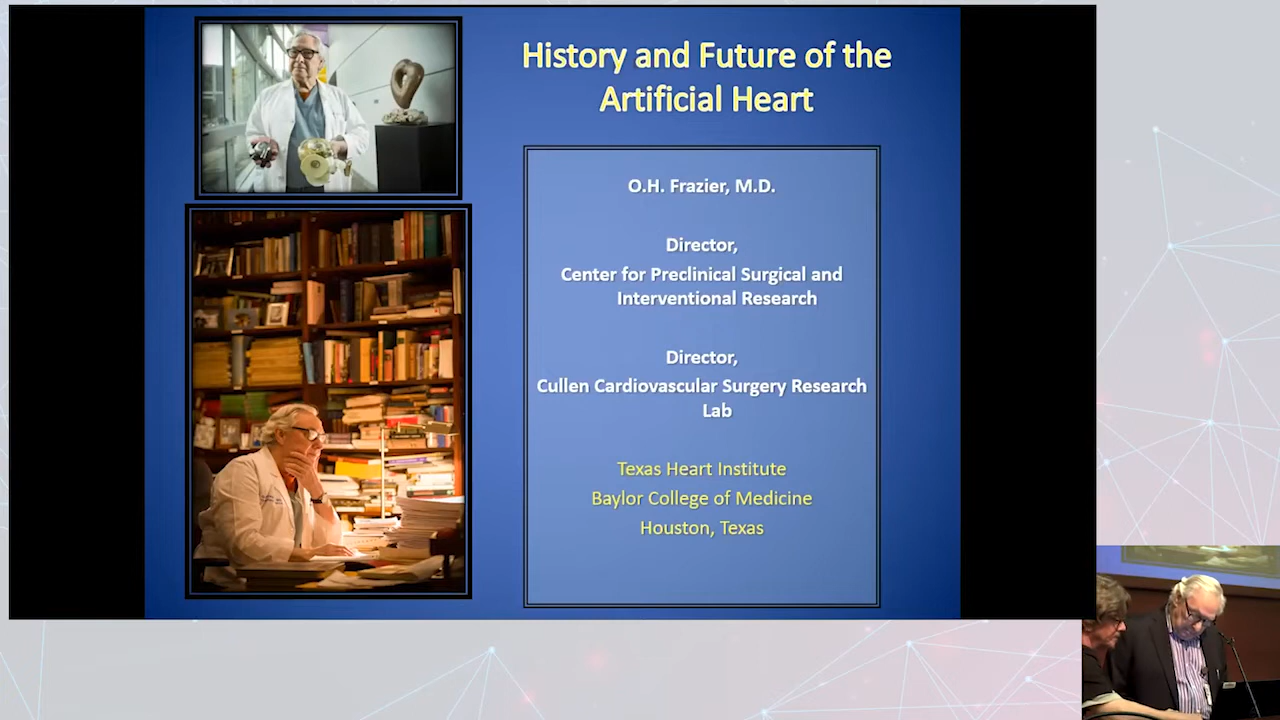 History and Future of the
Artificial Heart
O.H. Frazier, M.D.
Director,
Center for Preclinical Surgical and
Interventional Research
Director,
Cullen Cardiovascular Surgery Research
Lab
Texas Heart Institute
Baylor College of Medicine
Houston, Texas